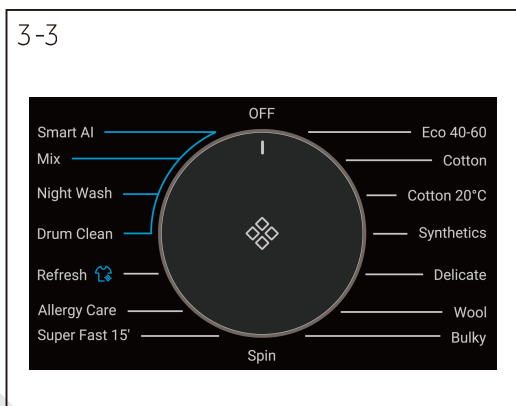 3-3
OFF
Smart AI
Mix
Night Wash
Drum Clean
Refresh
Allergy Care
Super Fast 15'
Spin
Eco 40-60
Cotton
Cotton 20°C
Synthetics
Delicate
Wool
Bulky